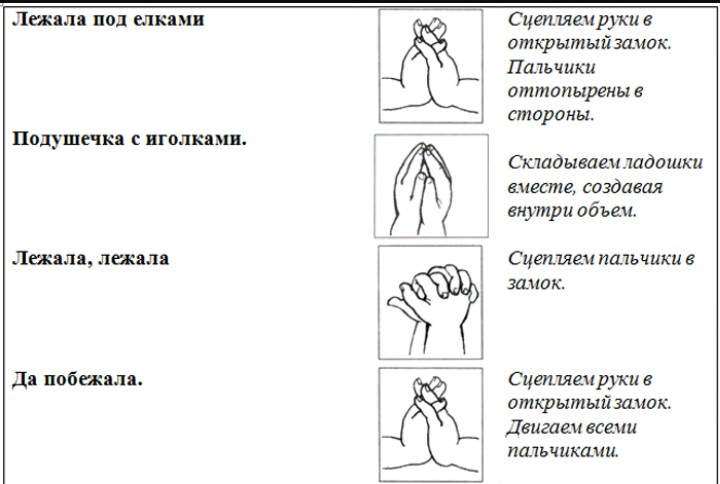 Лежала под елками
Сцепляем руки в
открытый замок.
Пальчики
оттопырены в
стороны.
Подушечка с иголками.
Складываем ладошки
вместе, создавая
внутри объем.
Лежала, лежала
Сцепляем пальчики в
замок.
Да побежала.
Сцепляем руки в
открытый замок.
Двигаем всеми
пальчиками.